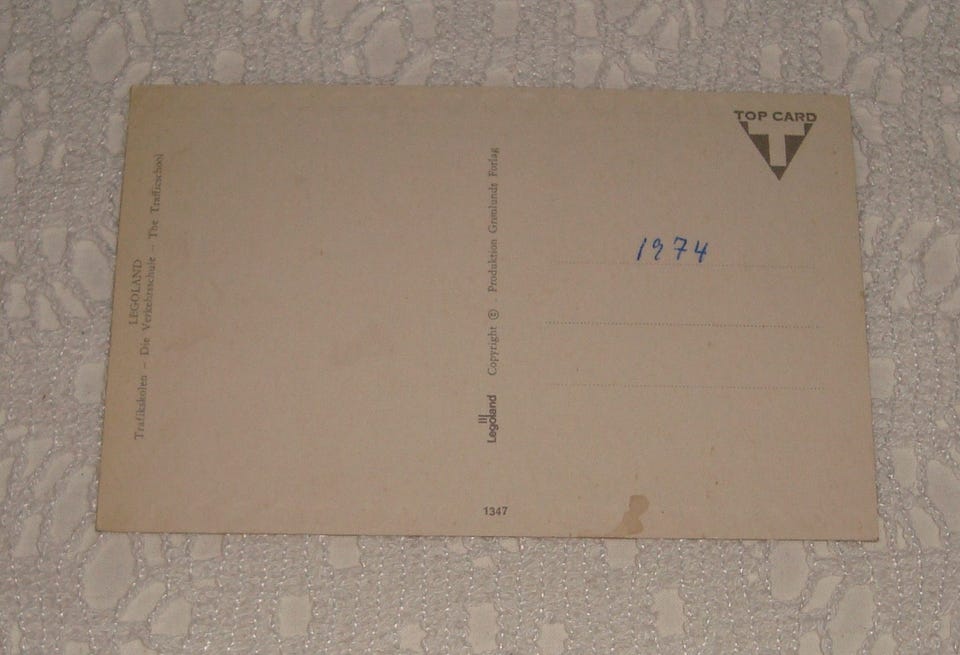 LEGOLAND
Trafikskolen – Die Verkehrsschule The Trafficschool
Legoland Copyright © . Produktion Grønlunds Forlag
TOP CARD
T
1974
1347